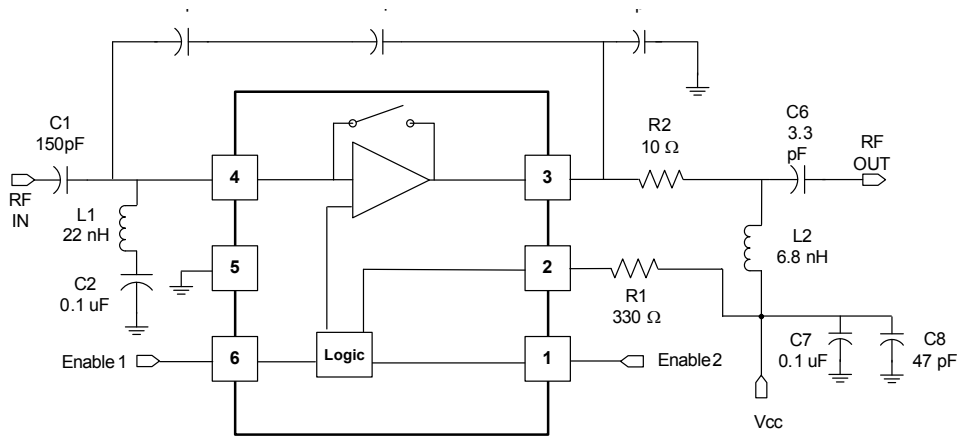 C1
150pF
RF
IN
L1
22 nH
C2
0.1 uF
4
5
6
Enable 1
Logic
3
2
1
Enable2
R2
10 Ω
R1
330 Ω
C6
3.3
pF
RF
OUT
L2
6.8 nH
C7
0.1 uF
C8
47 pF
Vcc